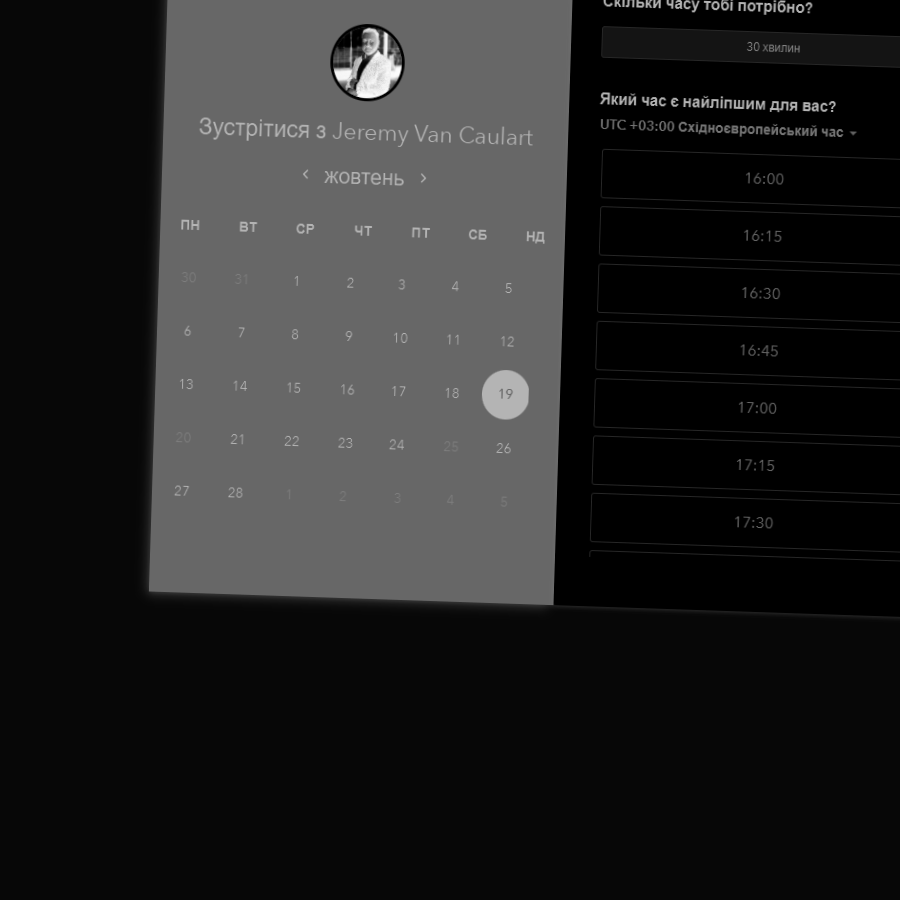 Зустрітися з Jeremy Van Caulart
‹ жовтень ›
ПН ВТ СР ЧТ ПТ СБ НД
30 31 1 2 3 4 5
6 7 8 9 10 11 12
13 14 15 16 17 18 19
20 21 22 23 24 25 26
27 28 1 2 3 4 5
Скільки часу тобі потрібно?
30 хвилин
Який час є найліпшим для вас?
UTC +03:00 Східноєвропейський час
16:00
16:15
16:30
16:45
17:00
17:15
17:30